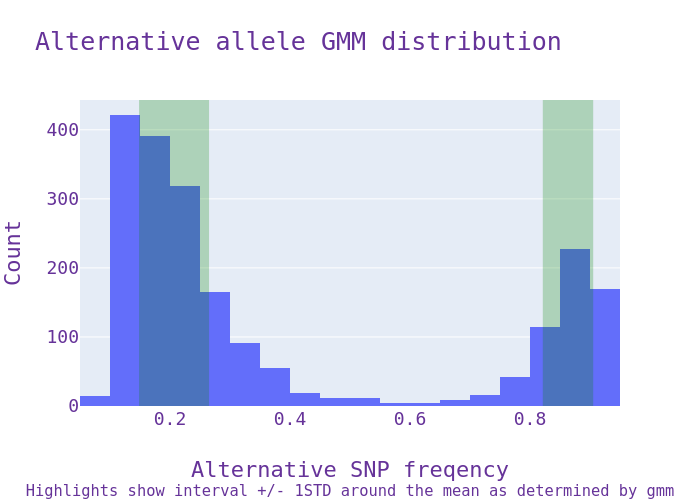 Alternative allele GMM distribution
400
300
200
100
0
Count
0.2 0.4 0.6 0.8
Alternative SNP freqency
Highlights show interval +/- 1STD around the mean as determined by gmm